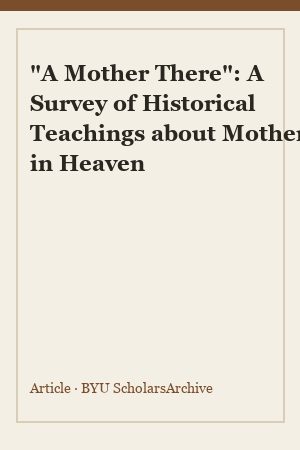 "A Mother There": A
Survey of Historical
Teachings about Mother
in Heaven
Article · BYU ScholarsArchive